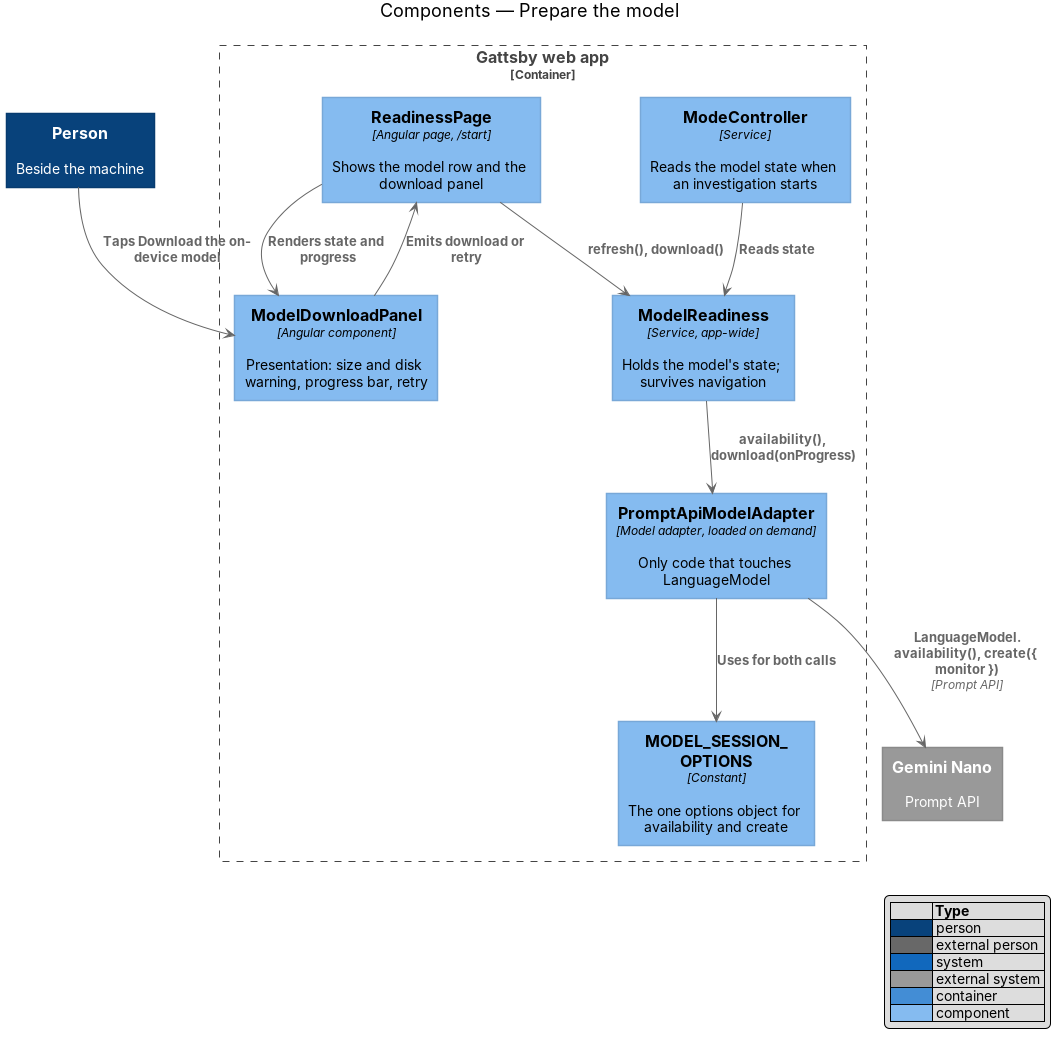 Components — Prepare the model
Gattsby web app
[Container]
Person
Beside the machine
ReadinessPage
[Angular page, /start]
Shows the model row and the
download panel
ModeController
[Service]
Reads the model state when
an investigation starts
Taps Download the on-
device model
Renders state and
progress
Emits download or
retry
refresh(), download()
Reads state
ModelDownloadPanel
[Angular component]
Presentation: size and disk
warning, progress bar, retry
ModelReadiness
[Service, app-wide]
Holds the model's state;
survives navigation
availability(),
download(onProgress)
PromptApiModelAdapter
[Model adapter, loaded on demand]
Only code that touches
LanguageModel
Uses for both calls
LanguageModel.
availability(), create({
monitor })
[Prompt API]
MODEL_SESSION_
OPTIONS
[Constant]
The one options object for
availability and create
Gemini Nano
Prompt API
Type
person
external person
system
external system
container
component